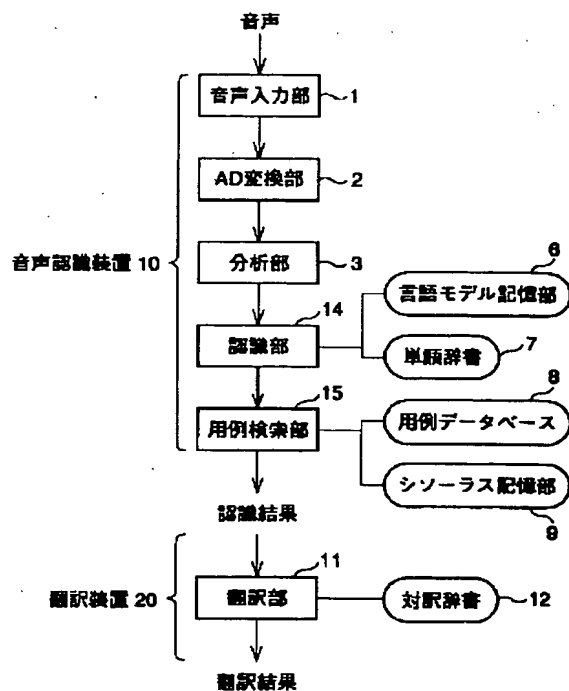 音声
音声入力部 1
AD変換部 2
音声認識装置 10
分析部 3
6
言語モデル記憶部
14
認識部
7
単語辞書
15
用例検索部
8
用例データベース
シソーラス記憶部
9
認識結果
翻訳装置 20
11
翻訳部
対訳辞書 12
翻訳結果